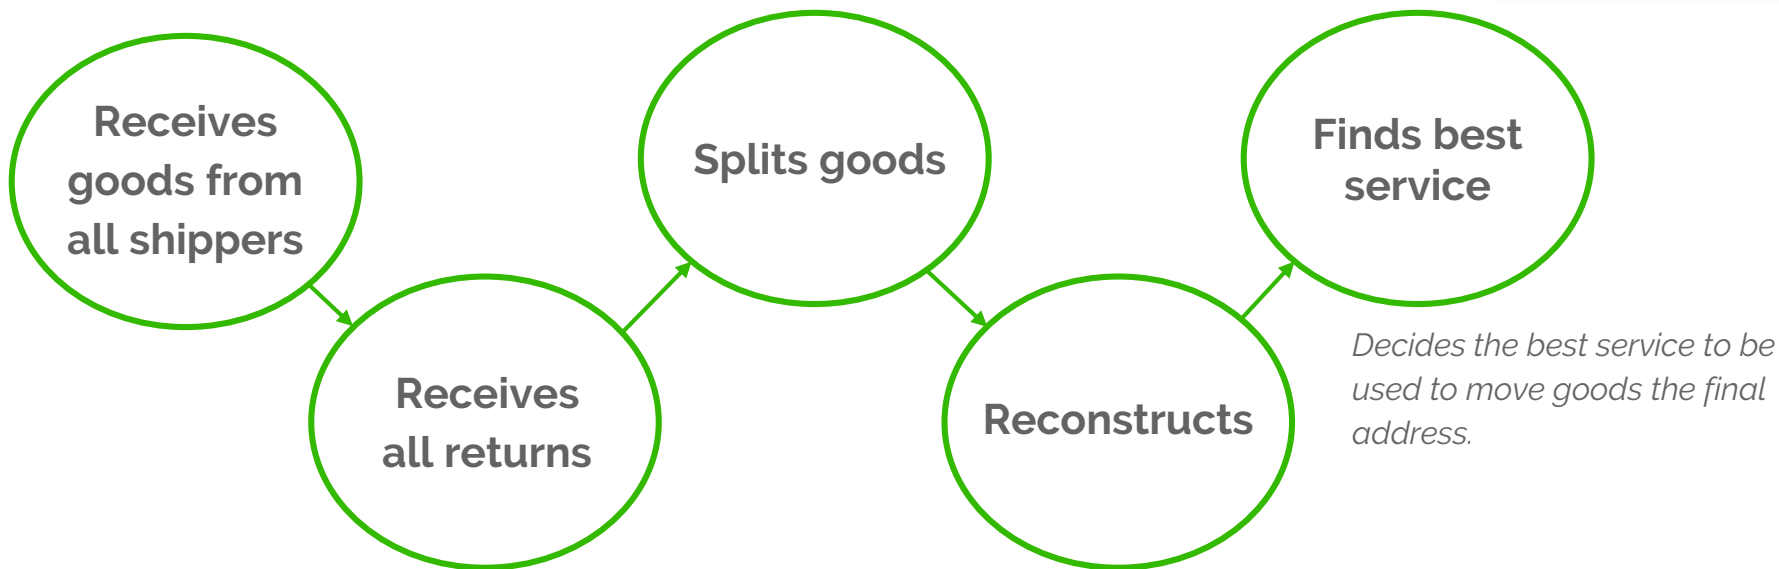 Receives
goods from
all shippers
Receives
all returns
Splits goods
Reconstructs
Finds best
service
Decides the best service to be
used to move goods the final
address.